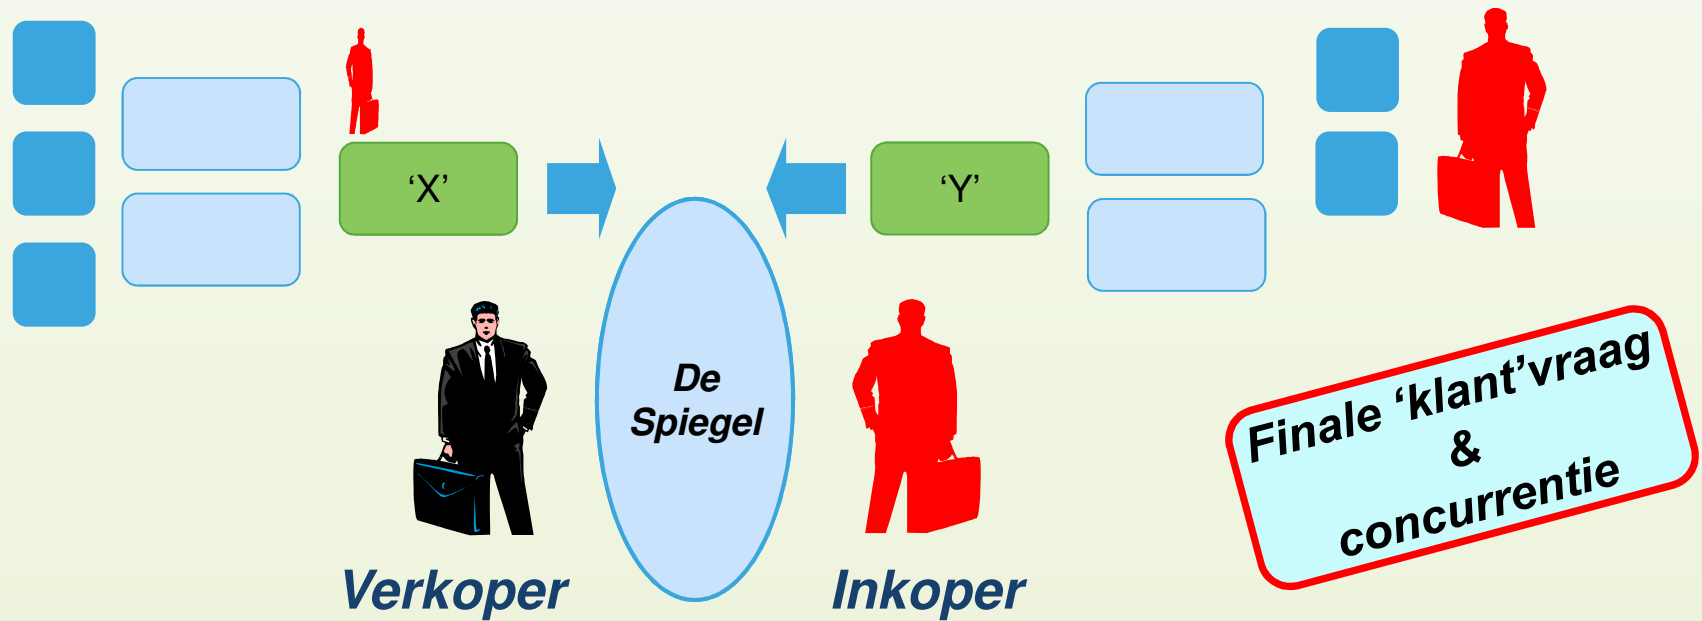 ‘X’
‘Y’
De
Spiegel
Verkoper
Inkoper
Finale ‘klant’vraag
&
concurrentie